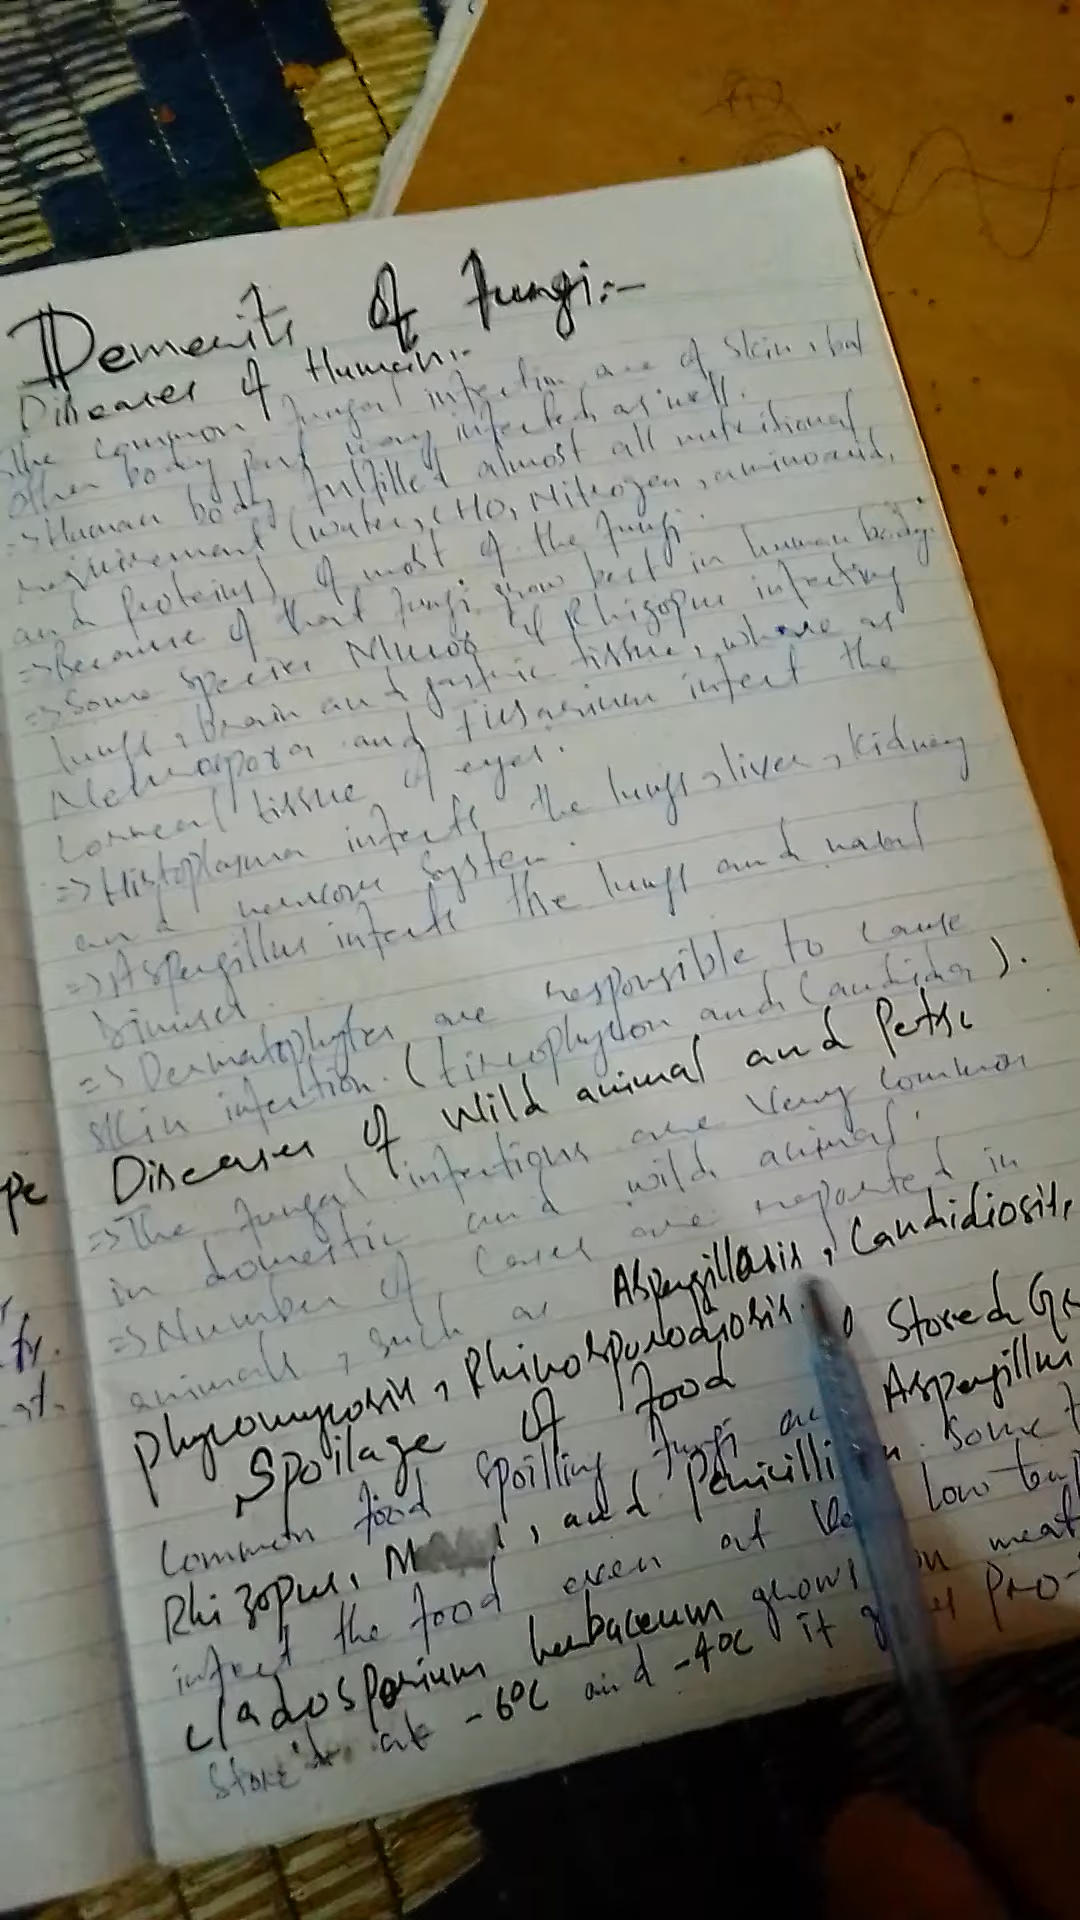 Demerits of fungi:-
Diseases of Human:-
The common fungal infection are of skin, but
other body part may infected as well.
=> Human body fulfilled almost all nutritional
requirement (water, CHO, Nitrogen, aminoacid,
and proteins) of most of the fungi.
=> Because of that fungi grow best in human body.
=> Some species Mucor & Rhizopus infecting
lungs, brain and gastric tissue, where as
and Fusarium infect the
corneal tissue of eyes.
=> Histoplasma infects the lungs, liver, kidney
and nervous system.
=> Aspergillus infects the lungs and nasal
sinuses
=> Dermatophytes are responsible to cause
skin infection. ( and Candida).
Diseases of wild animal and Pets:
=> The fungal infections are very common
in domestic and wild animal.
=> Number of cases are reported in
animals, such as Aspergillosis, Candidiosis,
Phycomycosis, Rhinosporodiosis.
Spoilage of food Stored
Common food spoilling fungi are Aspergillus
Rhizopus, and Penicillium. Some
infect the food even at low temp
Cladosporium herbaceum grows on meat
at -6°C and -4°C it